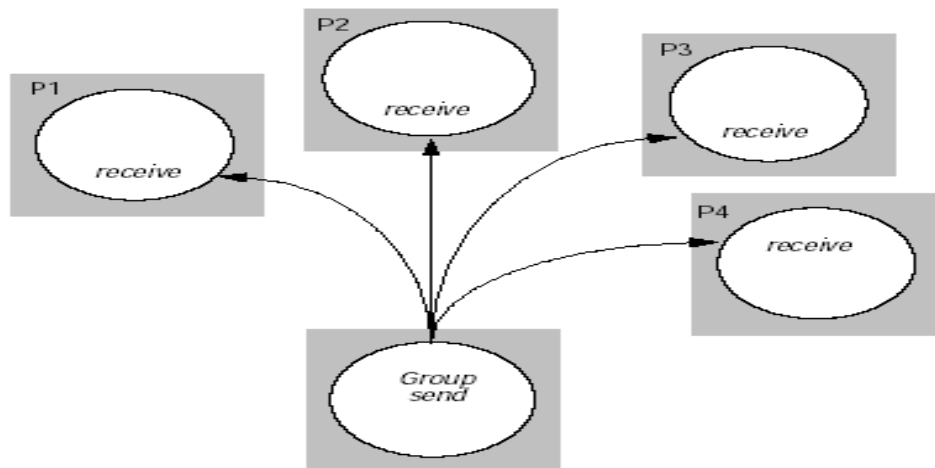 P1
receive
P2
receive
P3
receive
P4
receive
Group
send